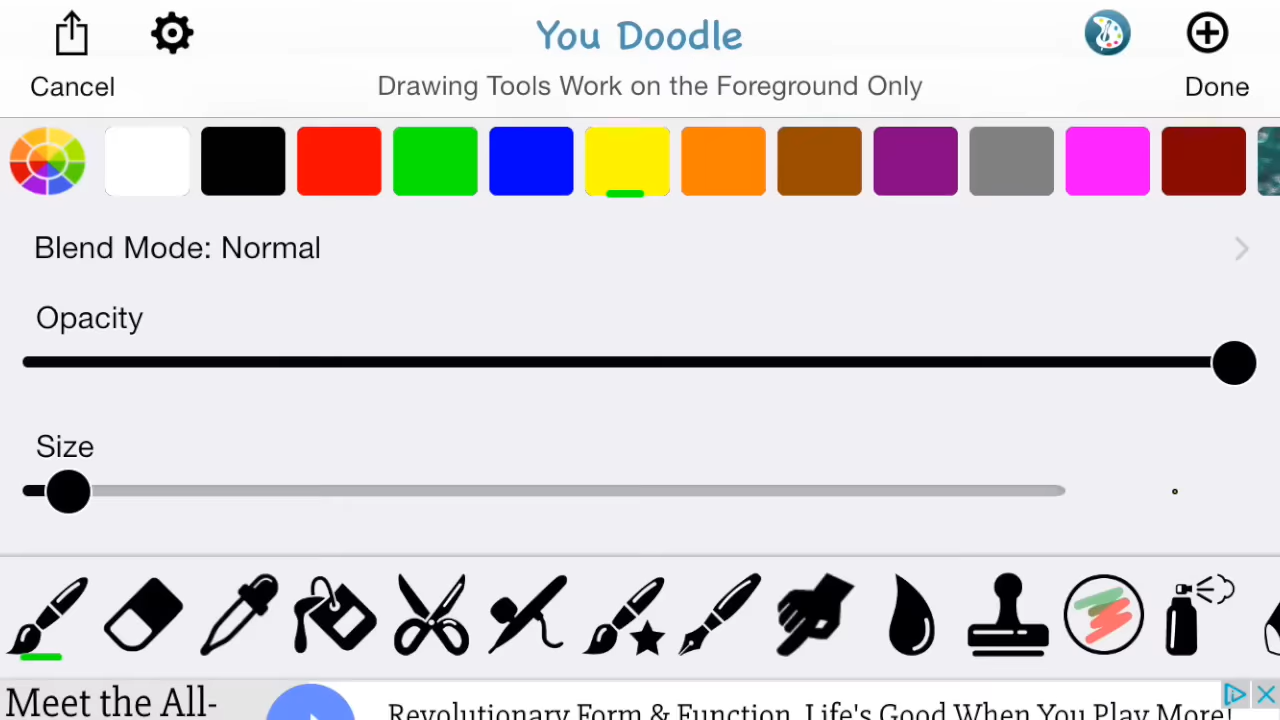 You Doodle
Cancel
Drawing Tools Work on the Foreground Only
Done
Blend Mode: Normal
Opacity
Size
Meet the All-
Revolutionary Form & Function. Life's Good When You Play More!